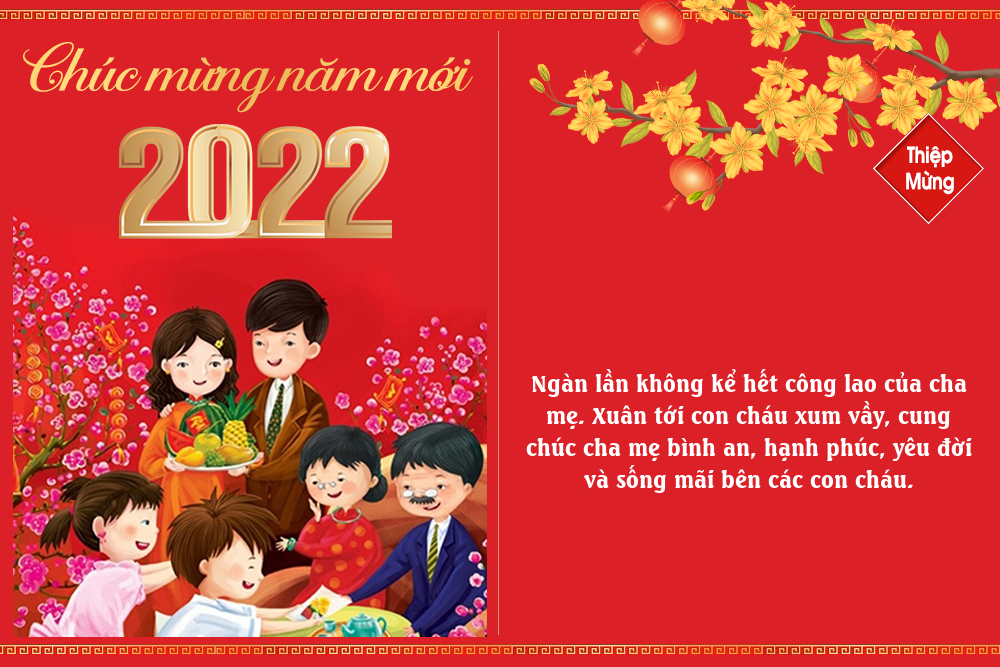 Chúc mừng năm mới
2022
Thiệp
Mừng
Ngàn lần không kể hết công lao của cha
mẹ. Xuân tới con cháu xum vầy, cung
chúc cha mẹ bình an, hạnh phúc, yêu đời
và sống mãi bên các con cháu.